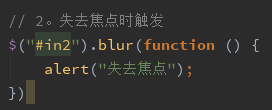 // 2。失去焦点时触发
$("#in2").blur(function () {
alert("失去焦点");
})